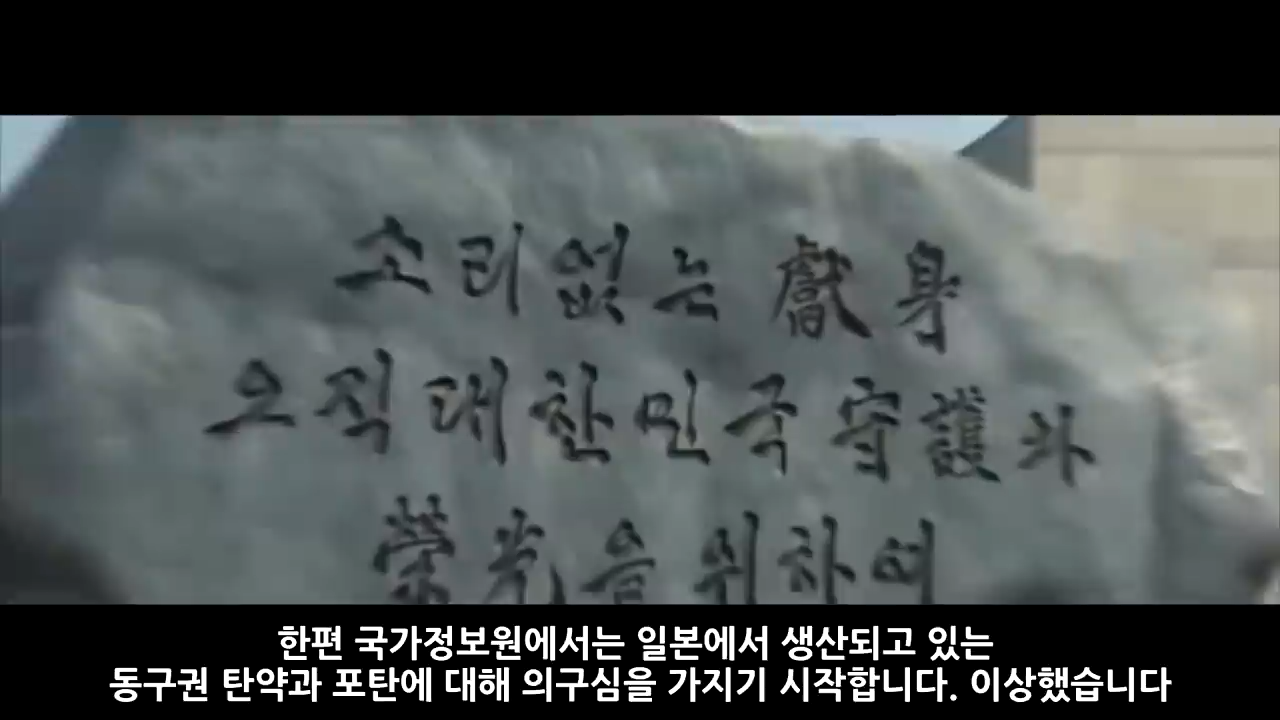 소리없는 獻身
오직 대한민국 守護와
榮光을 위하여
한편 국가정보원에서는 일본에서 생산되고 있는
동구권 탄약과 포탄에 대해 의구심을 가지기 시작합니다. 이상했습니다